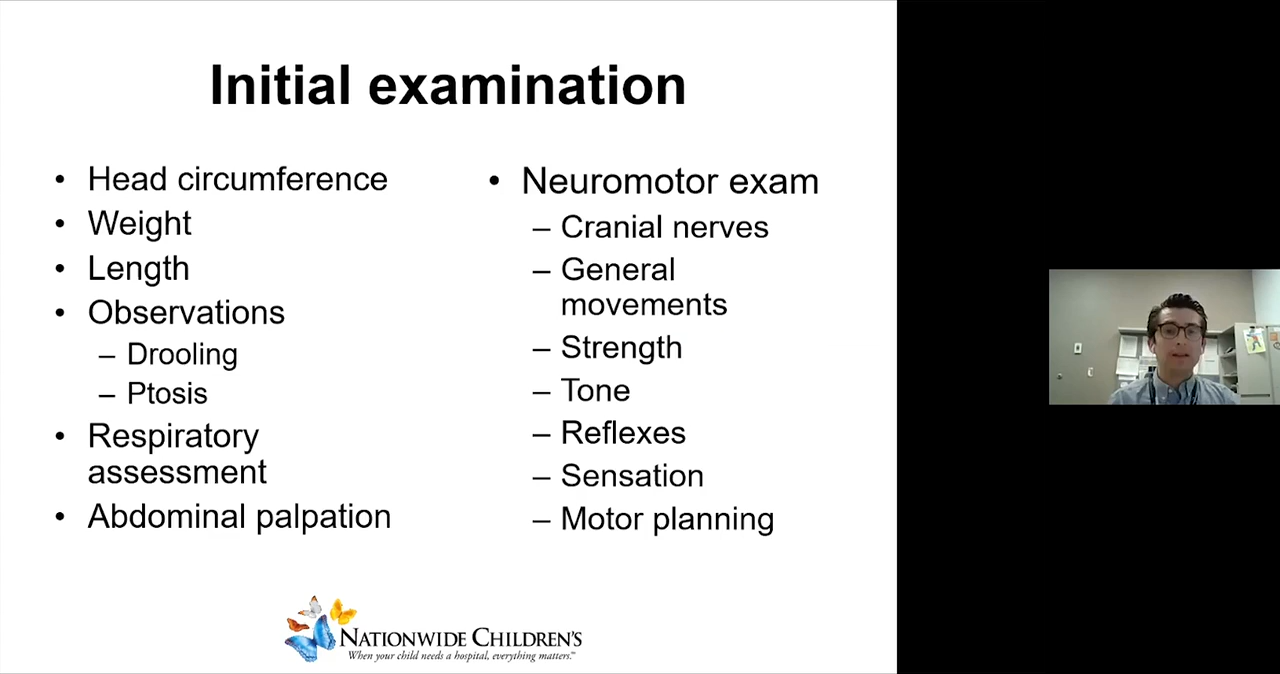 Initial examination
• Head circumference
• Weight
• Length
• Observations
– Drooling
– Ptosis
• Respiratory
assessment
• Abdominal palpation
• Neuromotor exam
– Cranial nerves
– General
movements
– Strength
– Tone
– Reflexes
– Sensation
– Motor planning
NATIONWIDE CHILDREN'S
When your child needs a hospital, everything matters.™